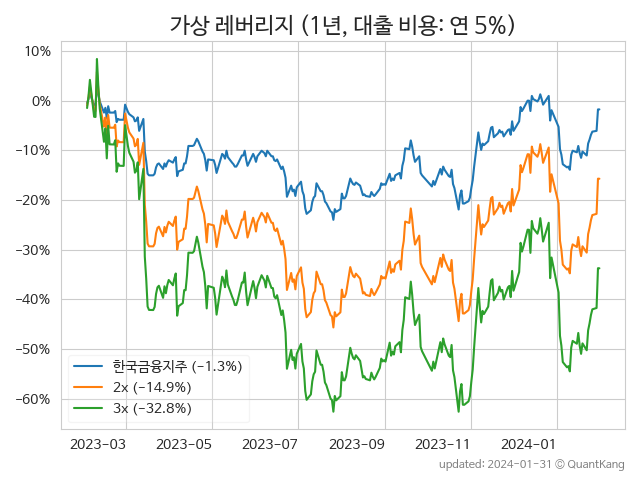 가상 레버리지 (1년, 대출 비용: 연 5%)
10%
0%
−10%
−20%
−30%
−40%
−50%
−60%
한국금융지주 (−1.3%)
2x (−14.9%)
3x (−32.8%)
2023-03
2023-05
2023-07
2023-09
2023-11
2024-01
updated: 2024-01-31 © QuantKang